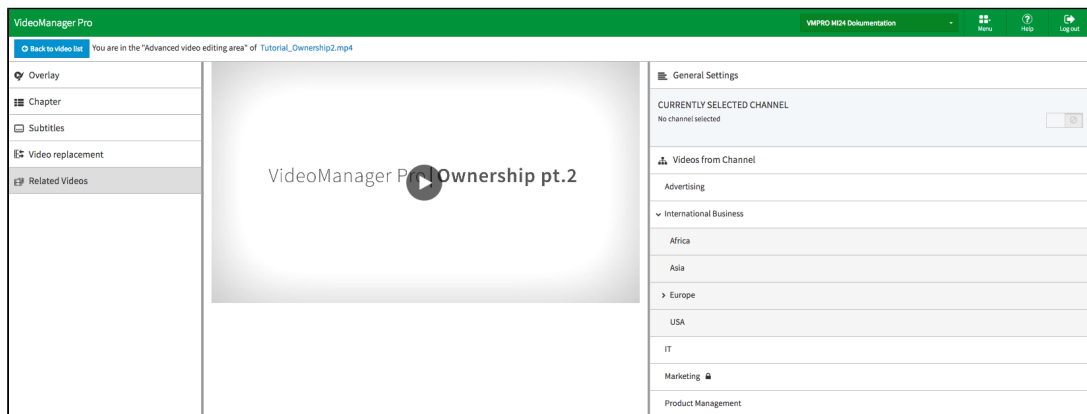 VideoManager Pro
VMPRO MI24 Dokumentation
Menu
Help
Log out
Back to video list
You are in the "Advanced video editing area" of Tutorial_Ownership2.mp4
Overlay
Chapter
Subtitles
Video replacement
Related Videos
VideoManager Pro|Ownership pt.2
General Settings
CURRENTLY SELECTED CHANNEL
No channel selected
Videos from Channel
Advertising
International Business
Africa
Asia
Europe
USA
IT
Marketing
Product Management